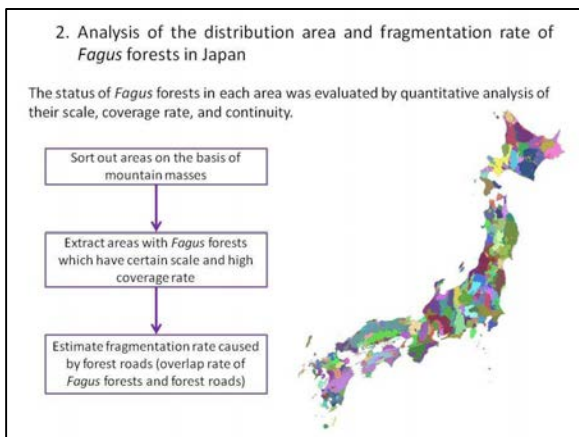 2. Analysis of the distribution area and fragmentation rate of
Fagus forests in Japan
The status of Fagus forests in each area was evaluated by quantitative analysis of
their scale, coverage rate, and continuity.
Sort out areas on the basis of
mountain masses
Extract areas with Fagus forests
which have certain scale and high
coverage rate
Estimate fragmentation rate caused
by forest roads (overlap rate of
Fagus forests and forest roads)